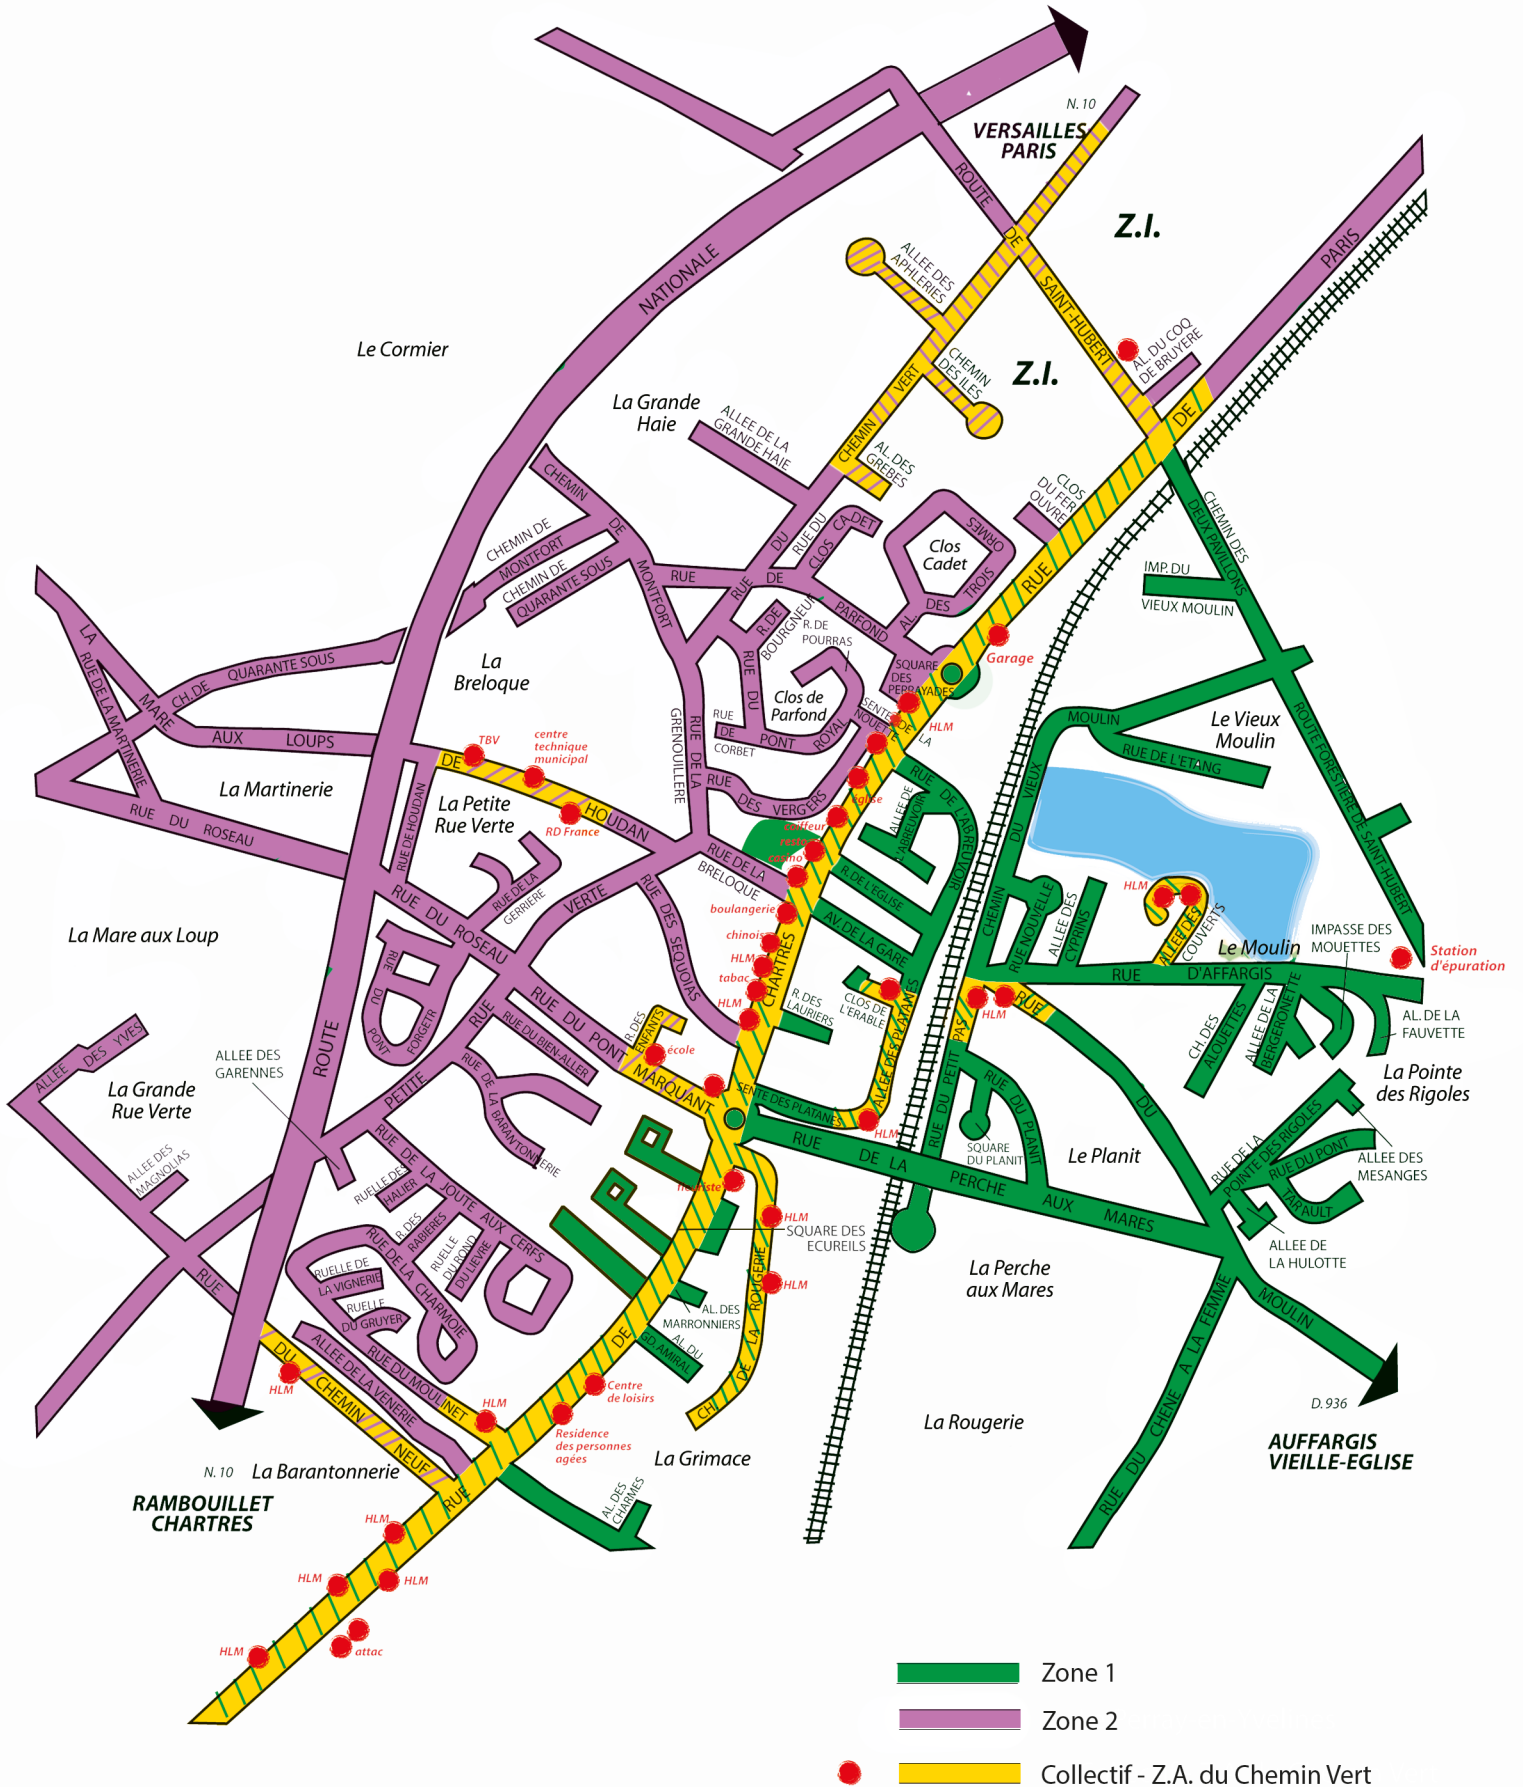 N. 10
VERSAILLES
PARIS
ROUTE
DE
SAINT-HUBERT
Z.I.
PARIS
NATIONALE
ALLEE DES
APHLERIES
Le Cormier
Z.I.
CHEMIN
DES ILES
AL. DU COQ
DE BRUYERE
DE
La Grande
Haie
ALLEE DE LA
GRANDE HAIE
VERT
CHEMIN
AL. DES
GREBES
CLOS
DU FER
OUVRE
CHEMIN
DE
MONTFORT
CHEMIN DE
MONTFORT
CHEMIN DE
QUARANTE SOUS
DU
RUE
RUE DU
CLOS CADET
Clos
Cadet
ORMES
TROIS
DES
AL.
RUE
CHEMIN DES
DEUX PAVILLONS
IMP. DU
VIEUX MOULIN
RUE
DE
PARFOND
R. DE
BOURGNEUF
R. DE
POURRAS
SQUARE
DES
PERRAYADES
Garage
LA
MARE
AUX
LOUPS
RUE DE LA MARTINERIE
CH. DE
QUARANTE SOUS
La
Breloque
RUE
DU
PONT
ROYAL
Clos de
Parfond
RUE
DE
CORBET
SENTE DE
LA
NOUETTE
HLM
GRENOUILLERE
RUE DE LA
MOULIN
Le Vieux
Moulin
RUE DE L'ETANG
ROUTE FORESTIERE DE SAINT-HUBERT
TBV
centre
technique
municipal
DE
HOUDAN
RD France
La Martinerie
La Petite
Rue Verte
RUE DE HOUDAN
RUE
DES
VERGERS
église
coiffeur
RUE DU ROSEAU
RUE DE LA
BRELOQUE
RUE
DE
L'ABREUVOIR
ALLEE DE
L'ABREUVOIR
R. DE L'EGLISE
AV. DE LA GARE
VIEUX
DU
CHEMIN
RUE DE LA
GERRIERE
VERTE
RUE DES SEQUOIAS
boulangerie
chinois
HLM
tabac
HLM
CHARTRES
La Mare aux Loup
RUE DU ROSEAU
RUE NOUVELLE
ALLEE DES
CYPRINS
HLM
ALLEE DES
COUVERTS
Le Moulin
IMPASSE DES
MOUETTES
Station
d'épuration
RUE
D'AFFARGIS
RUE
DU
PONT
FORGETR
RUE DU PONT
MARQUANT
RUE
RUE DU BIEN-ALLER
R. DES
ENFANTS
école
R. DES
LAURIERS
CLOS DE
L'ERABLE
ALLEE DES PLATANES
SENTE DES PLATANES
HLM
PAS
HLM
RUE
CH. DES
ALOUETTES
ALLEE DE LA
BERGERONETTE
AL. DE LA
FAUVETTE
La Pointe
des Rigoles
ALLEE DES YVES
La Grande
Rue Verte
ALLEE DES
GARENNES
ROUTE
PETITE
RUE DE LA BARANTONNERIE
RUE
DE LA
PERCHE
AUX
MARES
RUE DU PETIT
RUE
DU PLANIT
SQUARE
DU PLANIT
Le Planit
DU
RUE DE LA
POINTE DES RIGOLES
RUE DU PONT
TARAULT
ALLEE DES
MESANGES
ALLEE DES
MAGNOLIAS
RUE DE LA JOUTE AUX CERFS
RUELLE DES
HALIER
R. DES
RABIERES
RUELLE
DU ROND
DU LIEVRE
fleuriste
HLM
SQUARE DES
ECUREILS
HLM
ALLEE DE
LA HULOTTE
La Perche
aux Mares
RUE
DU
CHEMIN
NEUF
RUELLE DE
LA VIGNERIE
RUELLE
DU GRUYER
RUE DE LA CHARMOIE
RUE DU MOULINET
ALLEE DE LA VENERIE
AL. DES
MARRONNIERS
AL. DU
GD. AMIRAL
CH. DE LA ROUGERIE
DE
MOULIN
HLM
HLM
Centre
de loisirs
Residence
des personnes
agées
La Rougerie
RUE DU CHENE A LA FEMME
D. 936
AUFFARGIS
VIEILLE-EGLISE
La Grimace
N. 10
La Barantonnerie
RAMBOUILLET
CHARTRES
RUE
AL. DES
CHARMES
HLM
HLM
HLM
HLM
attac
Zone 1
Zone 2
Collectif - Z.A. du Chemin Vert